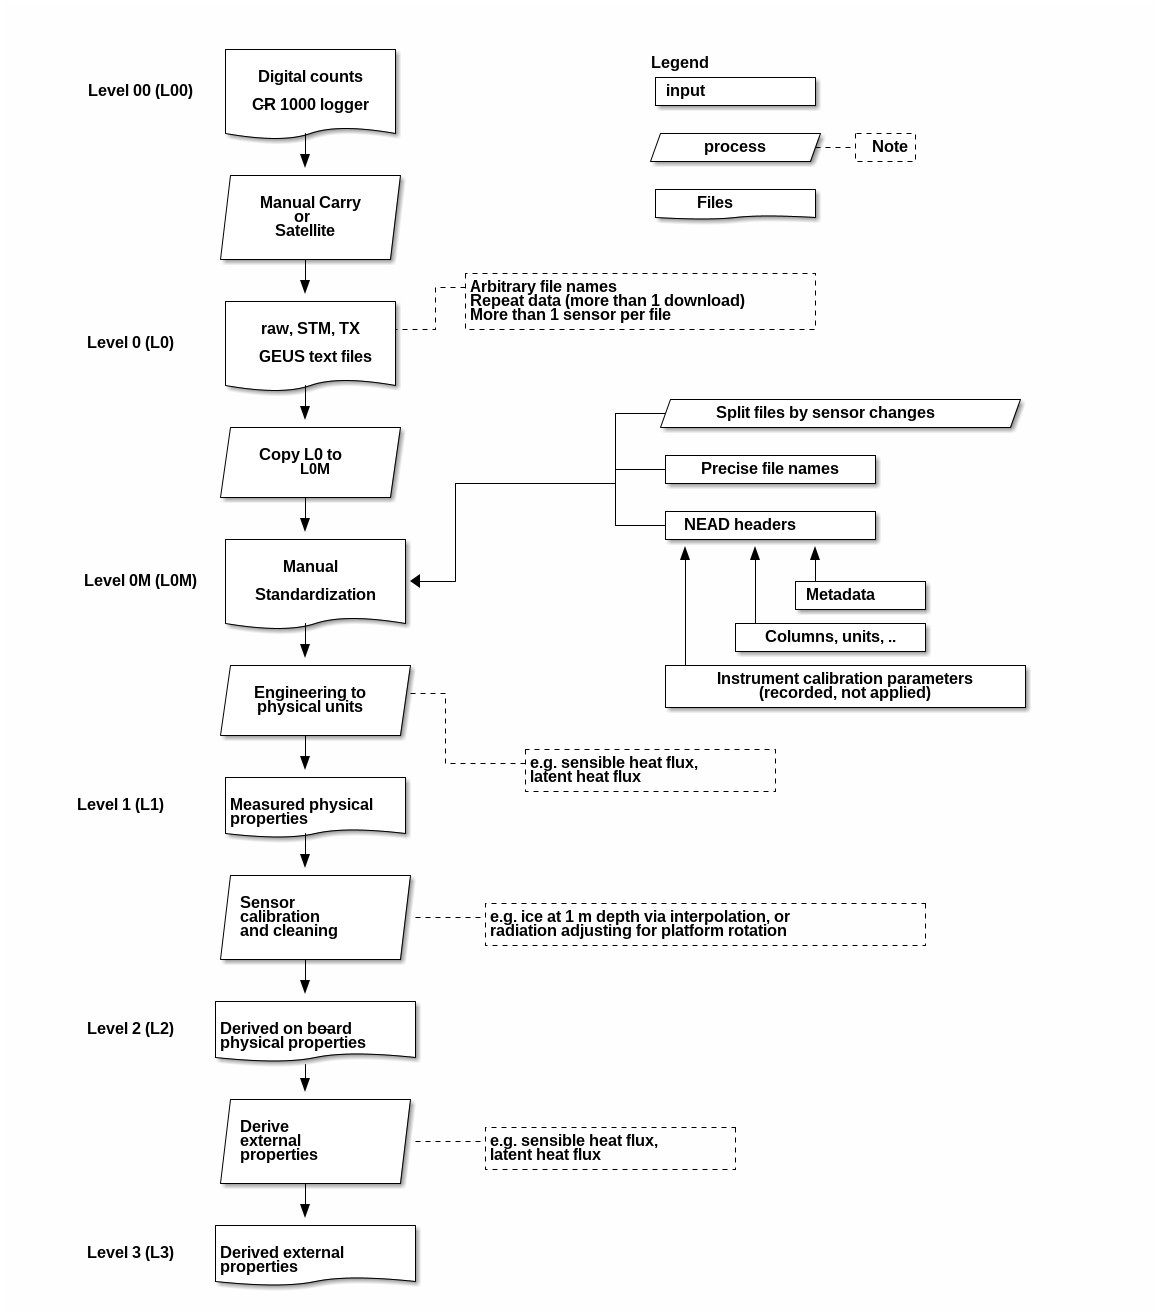 Level 00 (L00)
Digital counts
CR 1000 logger
Legend
input
process
Note
Files
Manual Carry
or
Satellite
Level 0 (L0)
raw, STM, TX
GEUS text files
Arbitrary file names
Repeat data (more than 1 download)
More than 1 sensor per file
Copy L0 to
L0M
Split files by sensor changes
Precise file names
NEAD headers
Metadata
Columns, units, ..
Instrument calibration parameters
(recorded, not applied)
Level 0M (L0M)
Manual
Standardization
Engineering to
physical units
e.g. sensible heat flux,
latent heat flux
Level 1 (L1)
Measured physical
properties
Sensor
calibration
and cleaning
e.g. ice at 1 m depth via interpolation, or
radiation adjusting for platform rotation
Level 2 (L2)
Derived on board
physical properties
Derive
external
properties
e.g. sensible heat flux,
latent heat flux
Level 3 (L3)
Derived external
properties